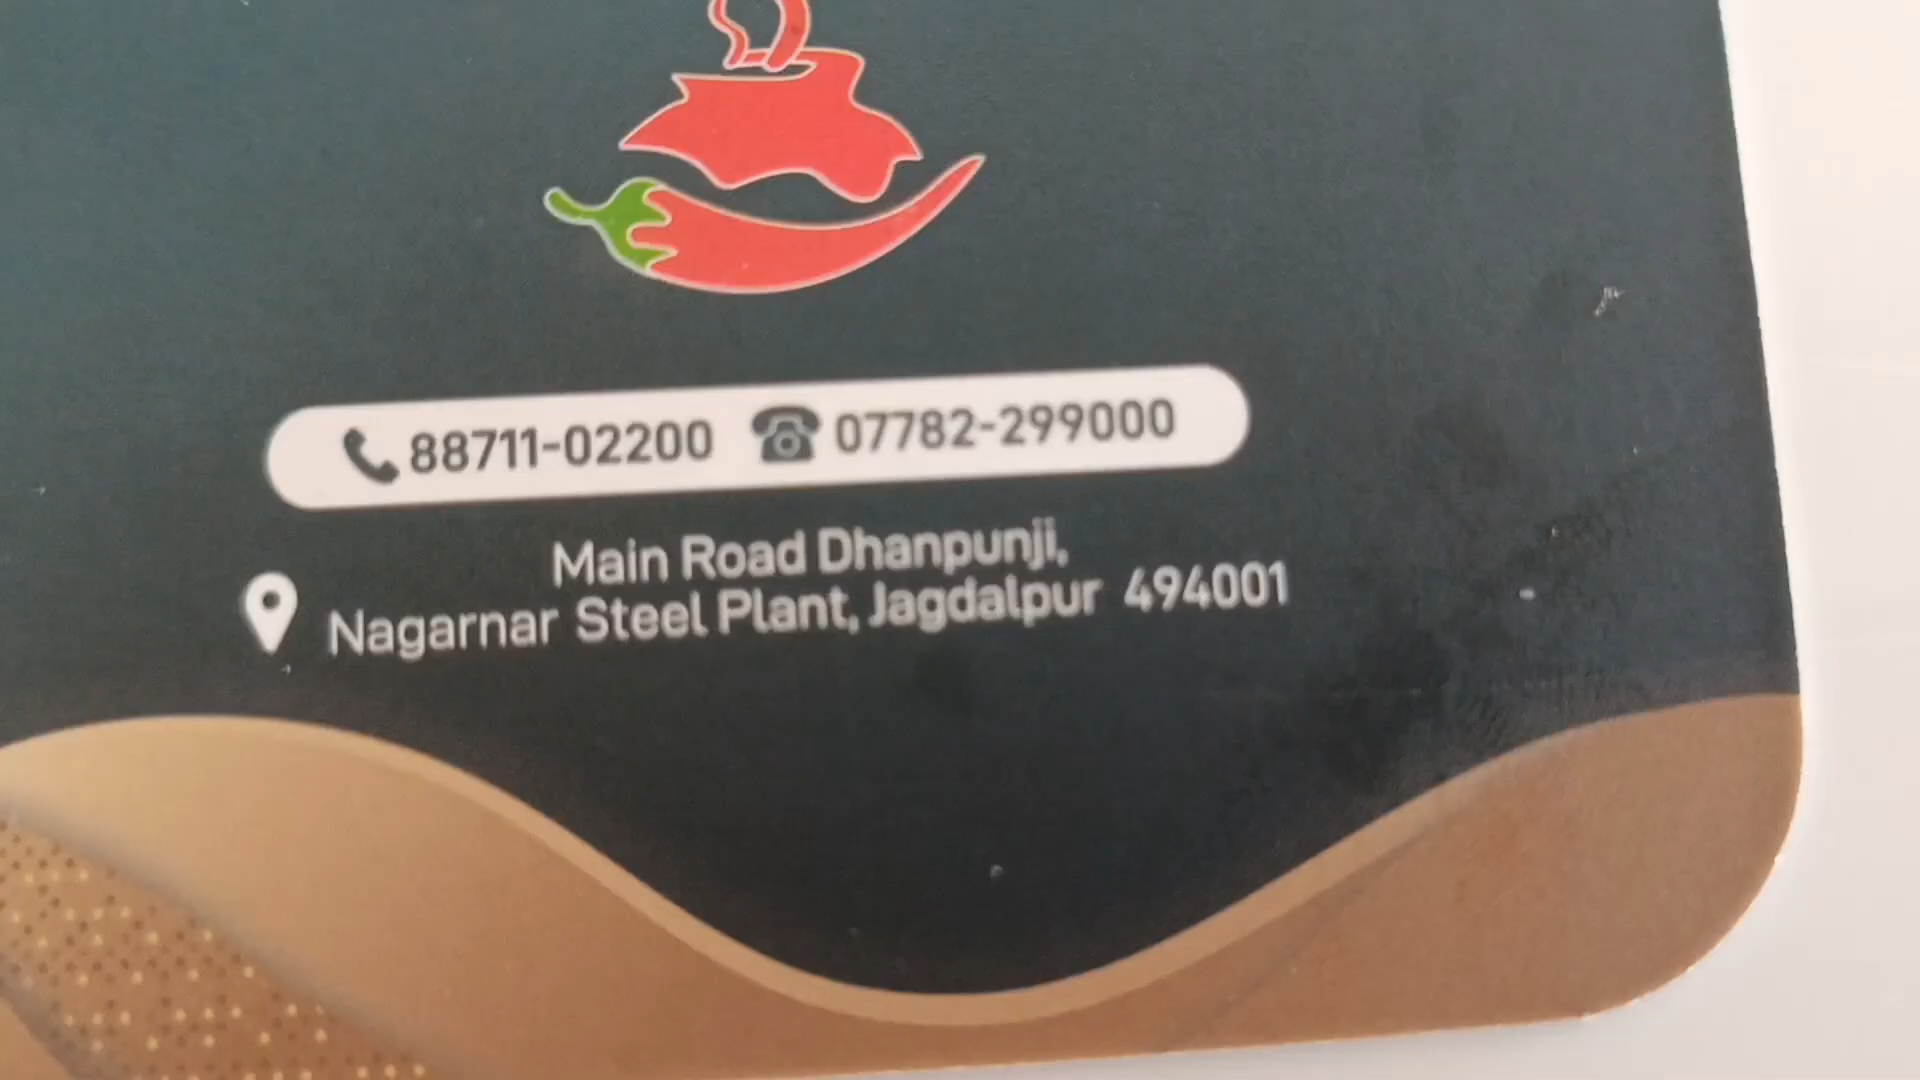 88711-02200 07782-299000
Main Road Dhanpunji,
Nagarnar Steel Plant, Jagdalpur 494001